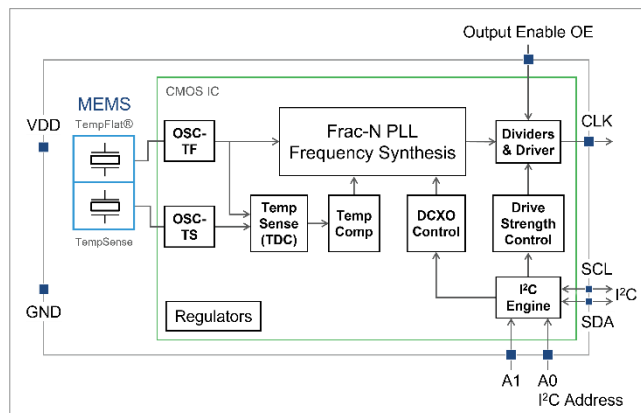 Output Enable OE
CMOS IC
MEMS
TempFlat®
VDD
CLK
OSC-
TF
Frac-N PLL
Frequency Synthesis
Dividers
& Driver
TempSense
OSC-
TS
Temp
Sense
(TDC)
Temp
Comp
DCXO
Control
Drive
Strength
Control
GND
Regulators
I²C
Engine
SCL
I²C
SDA
A1
A0
I²C Address